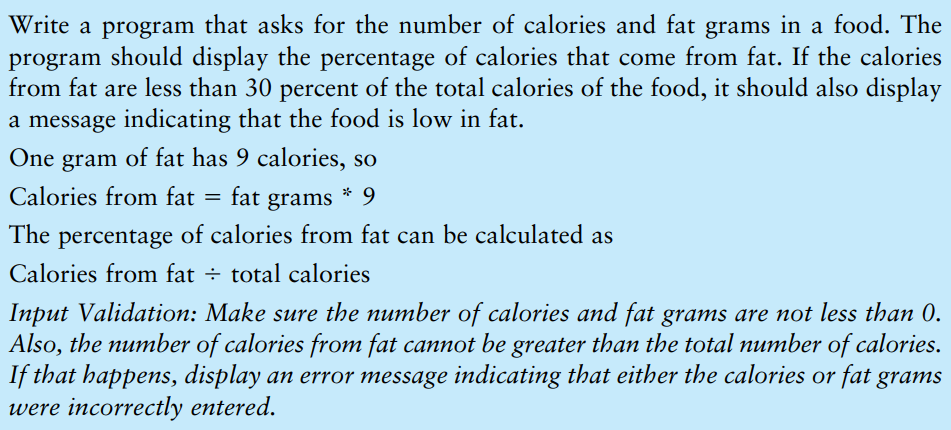 Write a program that asks for the number of calories and fat grams in a food. The
program should display the percentage of calories that come from fat. If the calories
from fat are less than 30 percent of the total calories of the food, it should also display
a message indicating that the food is low in fat.
One gram of fat has 9 calories, so
Calories from fat = fat grams * 9
The percentage of calories from fat can be calculated as
Calories from fat ÷ total calories
Input Validation: Make sure the number of calories and fat grams are not less than 0.
Also, the number of calories from fat cannot be greater than the total number of calories.
If that happens, display an error message indicating that either the calories or fat grams
were incorrectly entered.